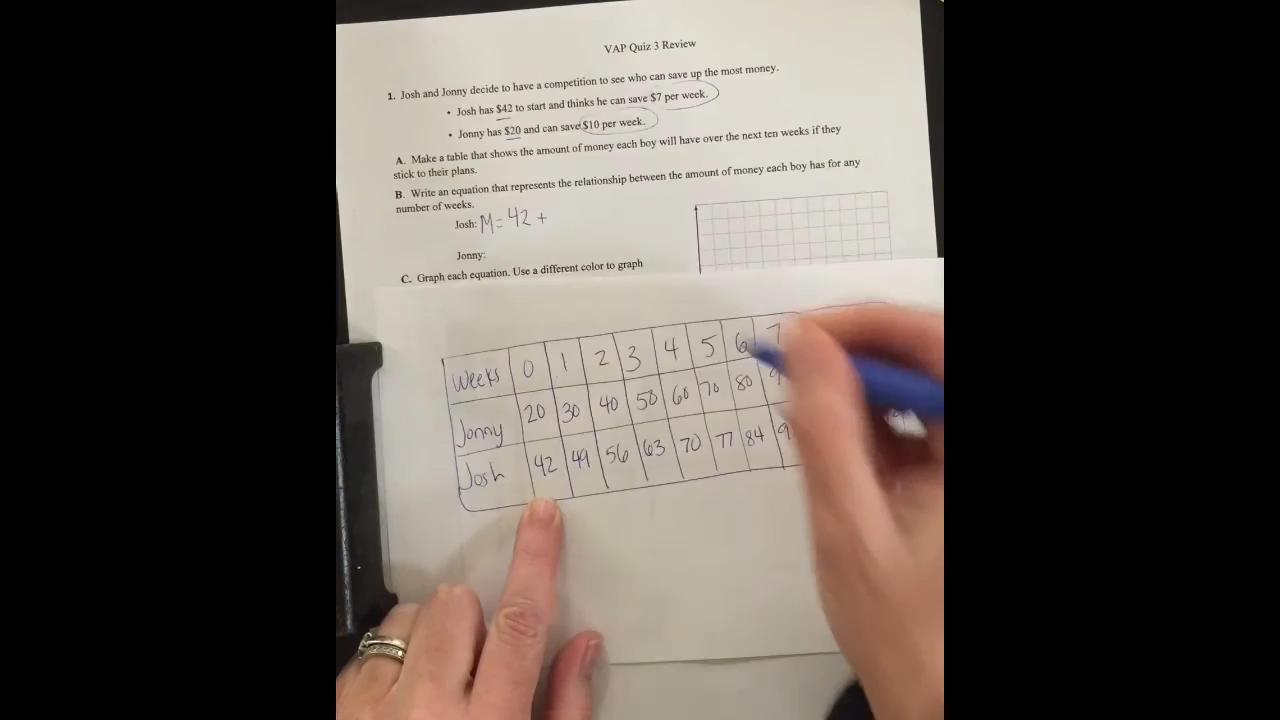 VAP Quiz 3 Review
1. Josh and Jonny decide to have a competition to see who can save up the most money.
• Josh has $42 to start and thinks he can save $7 per week.
• Jonny has $20 and can save $10 per week.
A. Make a table that shows the amount of money each boy will have over the next ten weeks if they
stick to their plans.
B. Write an equation that represents the relationship between the amount of money each boy has for any
number of weeks.
Josh: M = 42 +
Jonny:
C. Graph each equation. Use a different color to graph
Weeks 0 1 2 3 4 5 6 7
Jonny 20 30 40 50 60 70 80
Josh 42 49 56 63 70 77 84